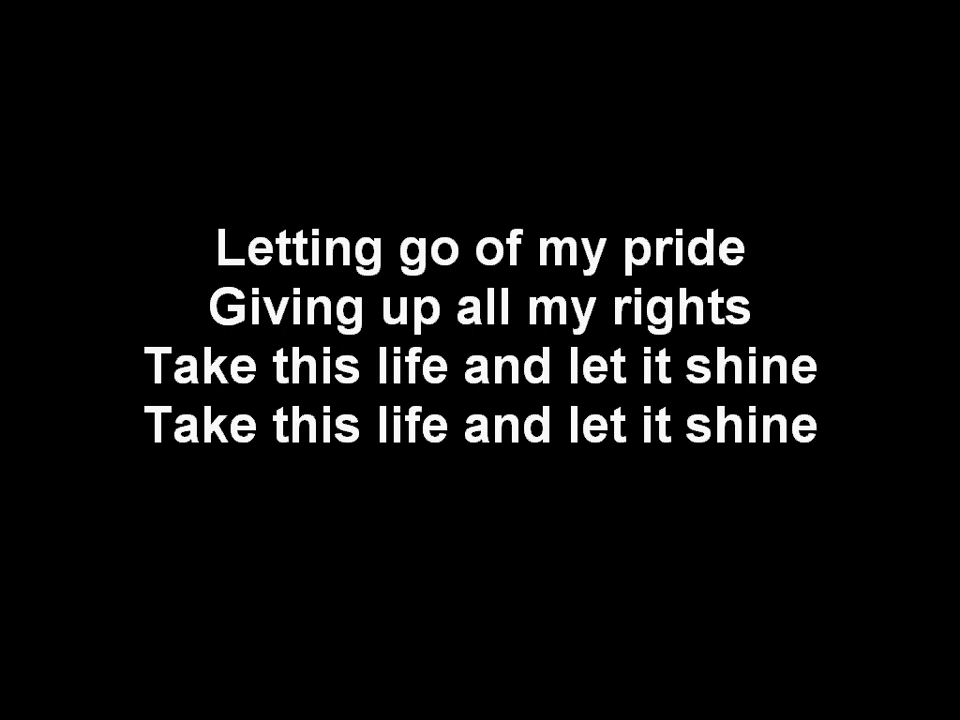 Letting go of my pride
Giving up all my rights
Take this life and let it shine
Take this life and let it shine